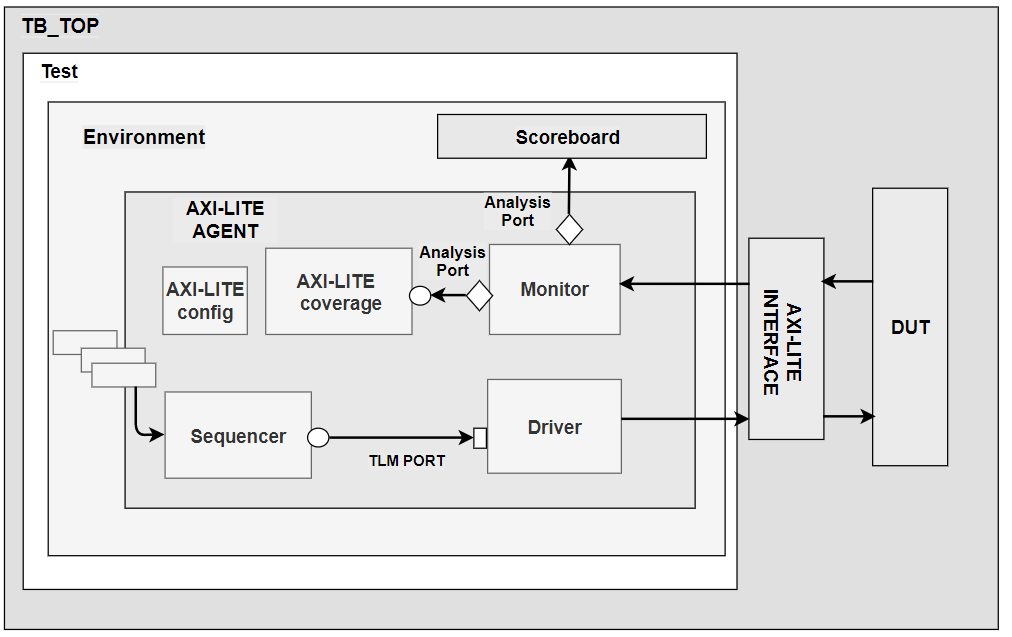 TB_TOP
Test
Environment
Scoreboard
AXI-LITE
AGENT
Analysis
Port
Analysis
Port
AXI-LITE
config
AXI-LITE
coverage
Monitor
AXI-LITE
INTERFACE
DUT
Sequencer
TLM PORT
Driver